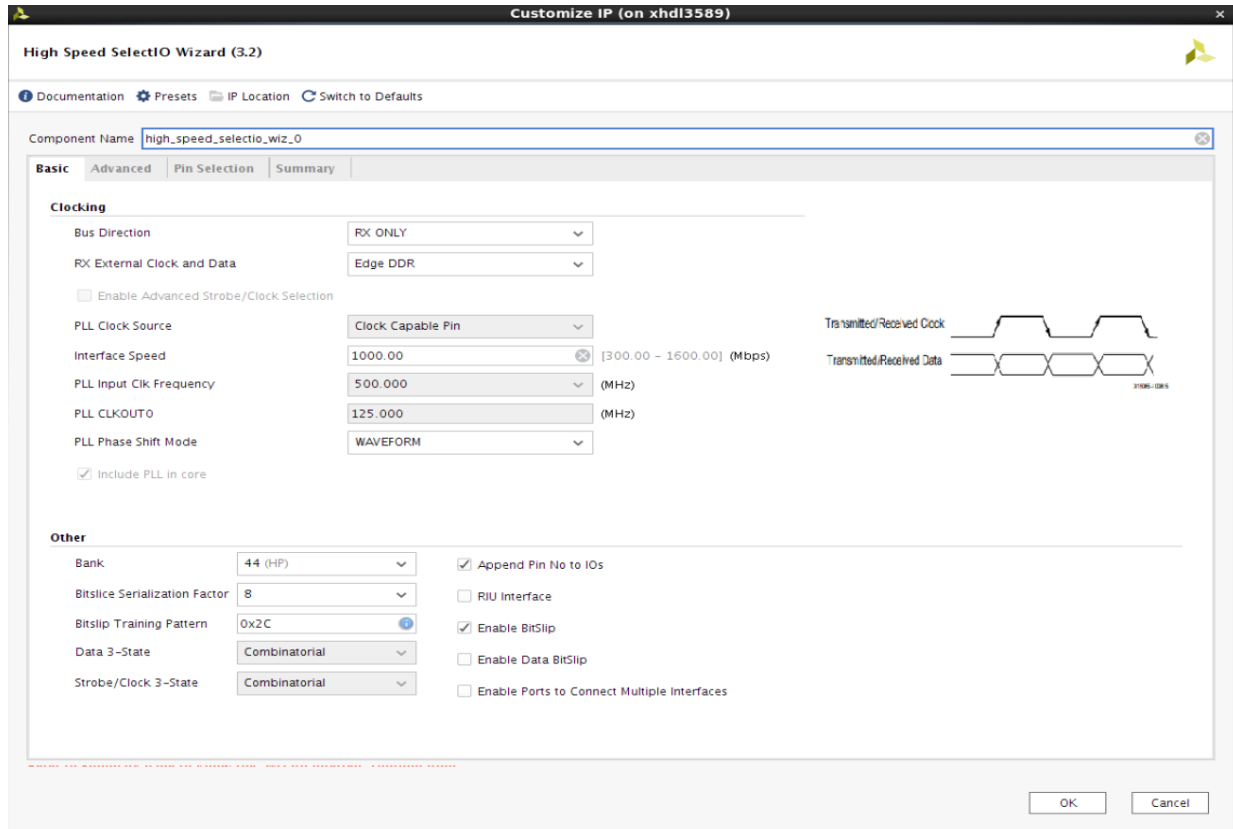 Customize IP (on xhdl3589)
High Speed SelectIO Wizard (3.2)
Documentation Presets IP Location Switch to Defaults
Component Name high_speed_selectio_wiz_0
Basic Advanced Pin Selection Summary
Clocking
Bus Direction RX ONLY
RX External Clock and Data Edge DDR
Enable Advanced Strobe/Clock Selection
PLL Clock Source Clock Capable Pin
Transmitted/Received Clock
Interface Speed 1000.00 [300.00 - 1600.00] (Mbps)
Transmitted/Received Data
PLL Input Clk Frequency 500.000 (MHz)
PLL CLKOUT0 125.000 (MHz)
PLL Phase Shift Mode WAVEFORM
Include PLL in core
Other
Bank 44 (HP) Append Pin No to IOs
Bitslice Serialization Factor 8 RIU Interface
Bitslip Training Pattern 0x2C Enable BitSlip
Data 3-State Combinatorial Enable Data BitSlip
Strobe/Clock 3-State Combinatorial Enable Ports to Connect Multiple Interfaces
OK Cancel